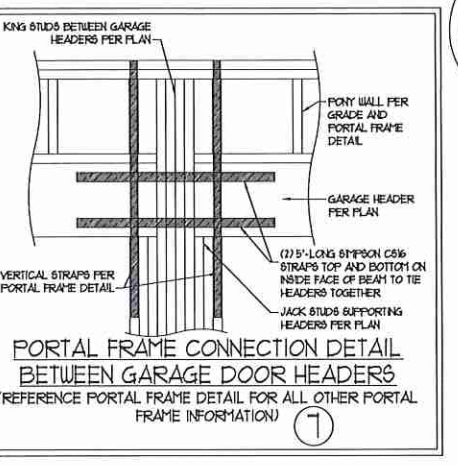 KING STUDS BETWEEN GARAGE
HEADERS PER PLAN
PONY WALL PER
GRADE AND
PORTAL FRAME
DETAIL
GARAGE HEADER
PER PLAN
(2) 5'-LONG SIMPSON CS16
STRAPS TOP AND BOTTOM ON
INSIDE FACE OF BEAM TO TIE
HEADERS TOGETHER
VERTICAL STRAPS PER
PORTAL FRAME DETAIL
JACK STUDS SUPPORTING
HEADERS PER PLAN
PORTAL FRAME CONNECTION DETAIL
BETWEEN GARAGE DOOR HEADERS
(REFERENCE PORTAL FRAME DETAIL FOR ALL OTHER PORTAL
FRAME INFORMATION)
7